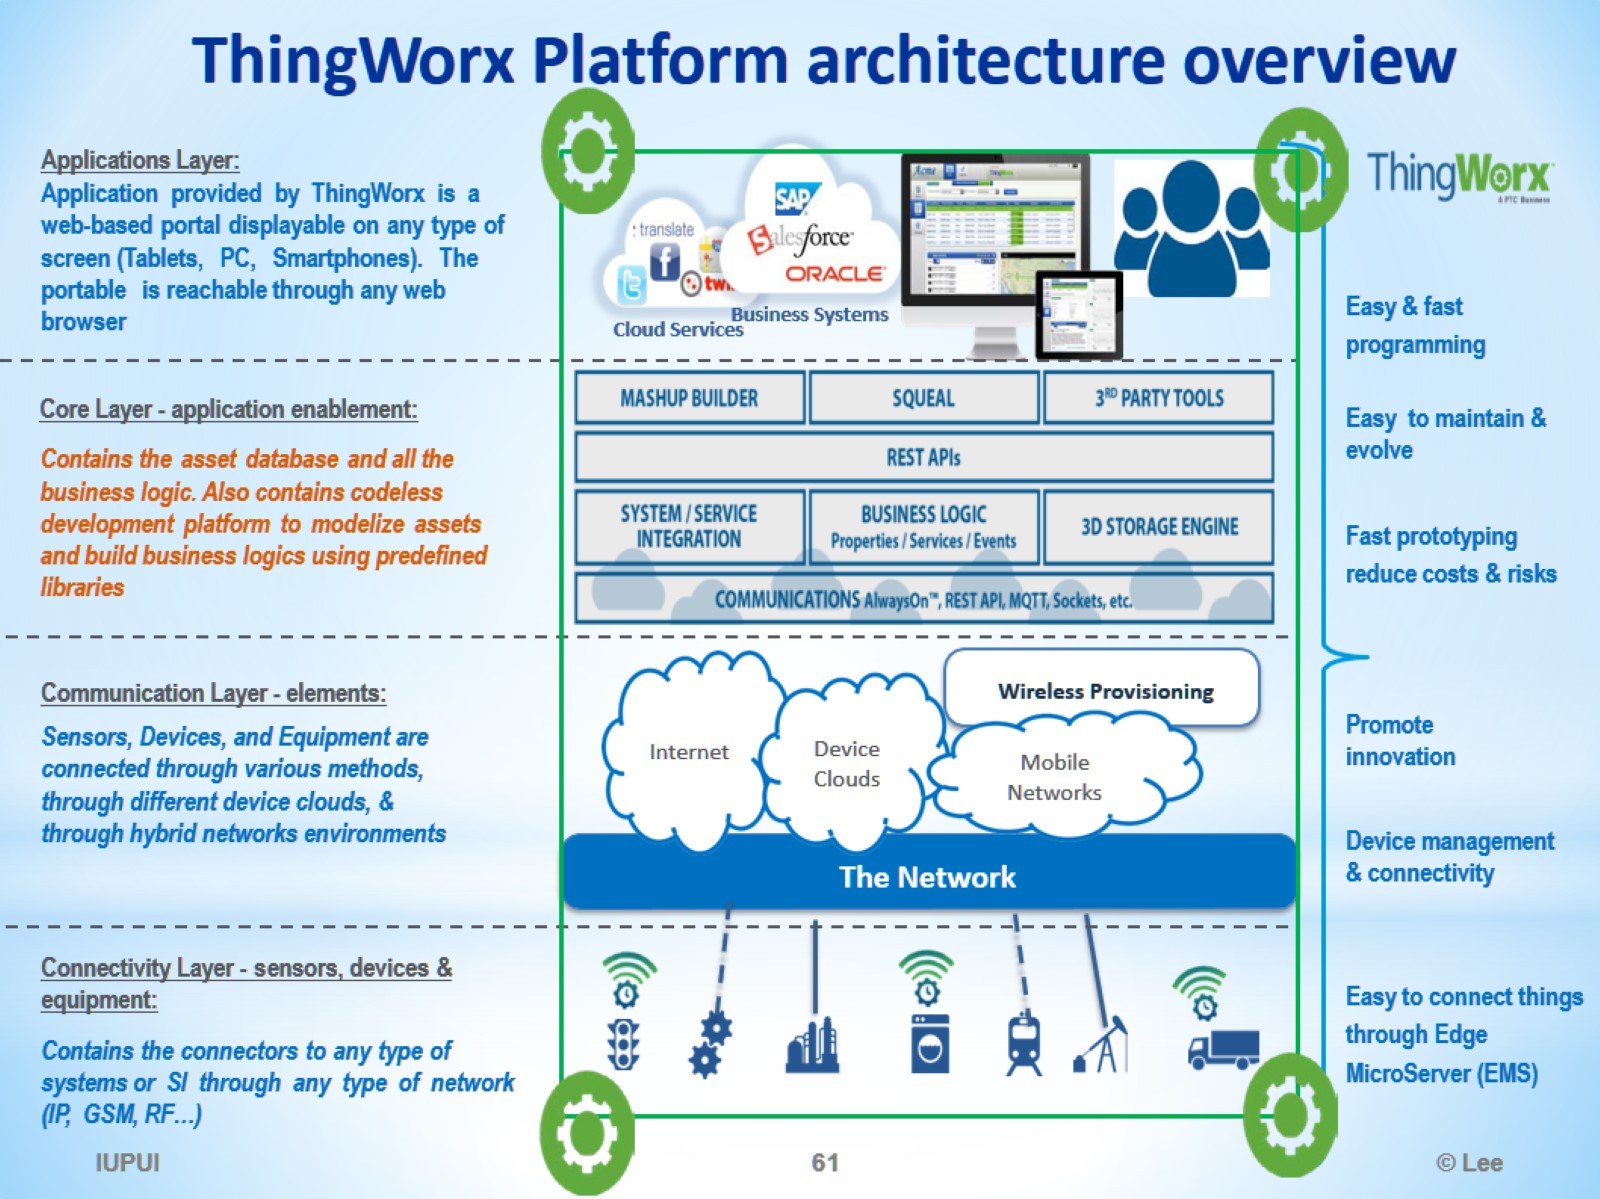 ThingWorx Platform architecture overview
Applications Layer:
Application provided by ThingWorx is a
web-based portal displayable on any type of
screen (Tablets, PC, Smartphones). The
portable is reachable through any web
browser
translate
SAP
salesforce
ORACLE
Cloud Services
Business Systems
Acme
ThingWorx
ThingWorx
A PTC Business
Core Layer - application enablement:
Contains the asset database and all the
business logic. Also contains codeless
development platform to modelize assets
and build business logics using predefined
libraries
MASHUP BUILDER
SQUEAL
3RD PARTY TOOLS
REST APIs
SYSTEM / SERVICE
INTEGRATION
BUSINESS LOGIC
Properties / Services / Events
3D STORAGE ENGINE
COMMUNICATIONS AlwaysOn™, REST API, MQTT, Sockets, etc.
Communication Layer - elements:
Sensors, Devices, and Equipment are
connected through various methods,
through different device clouds, &
through hybrid networks environments
Internet
Device
Clouds
Wireless Provisioning
Mobile
Networks
The Network
Connectivity Layer - sensors, devices &
equipment:
Contains the connectors to any type of
systems or SI through any type of network
(IP, GSM, RF...)
Easy & fast
programming
Easy to maintain &
evolve
Fast prototyping
reduce costs & risks
Promote
innovation
Device management
& connectivity
Easy to connect things
through Edge
MicroServer (EMS)
IUPUI
61
© Lee